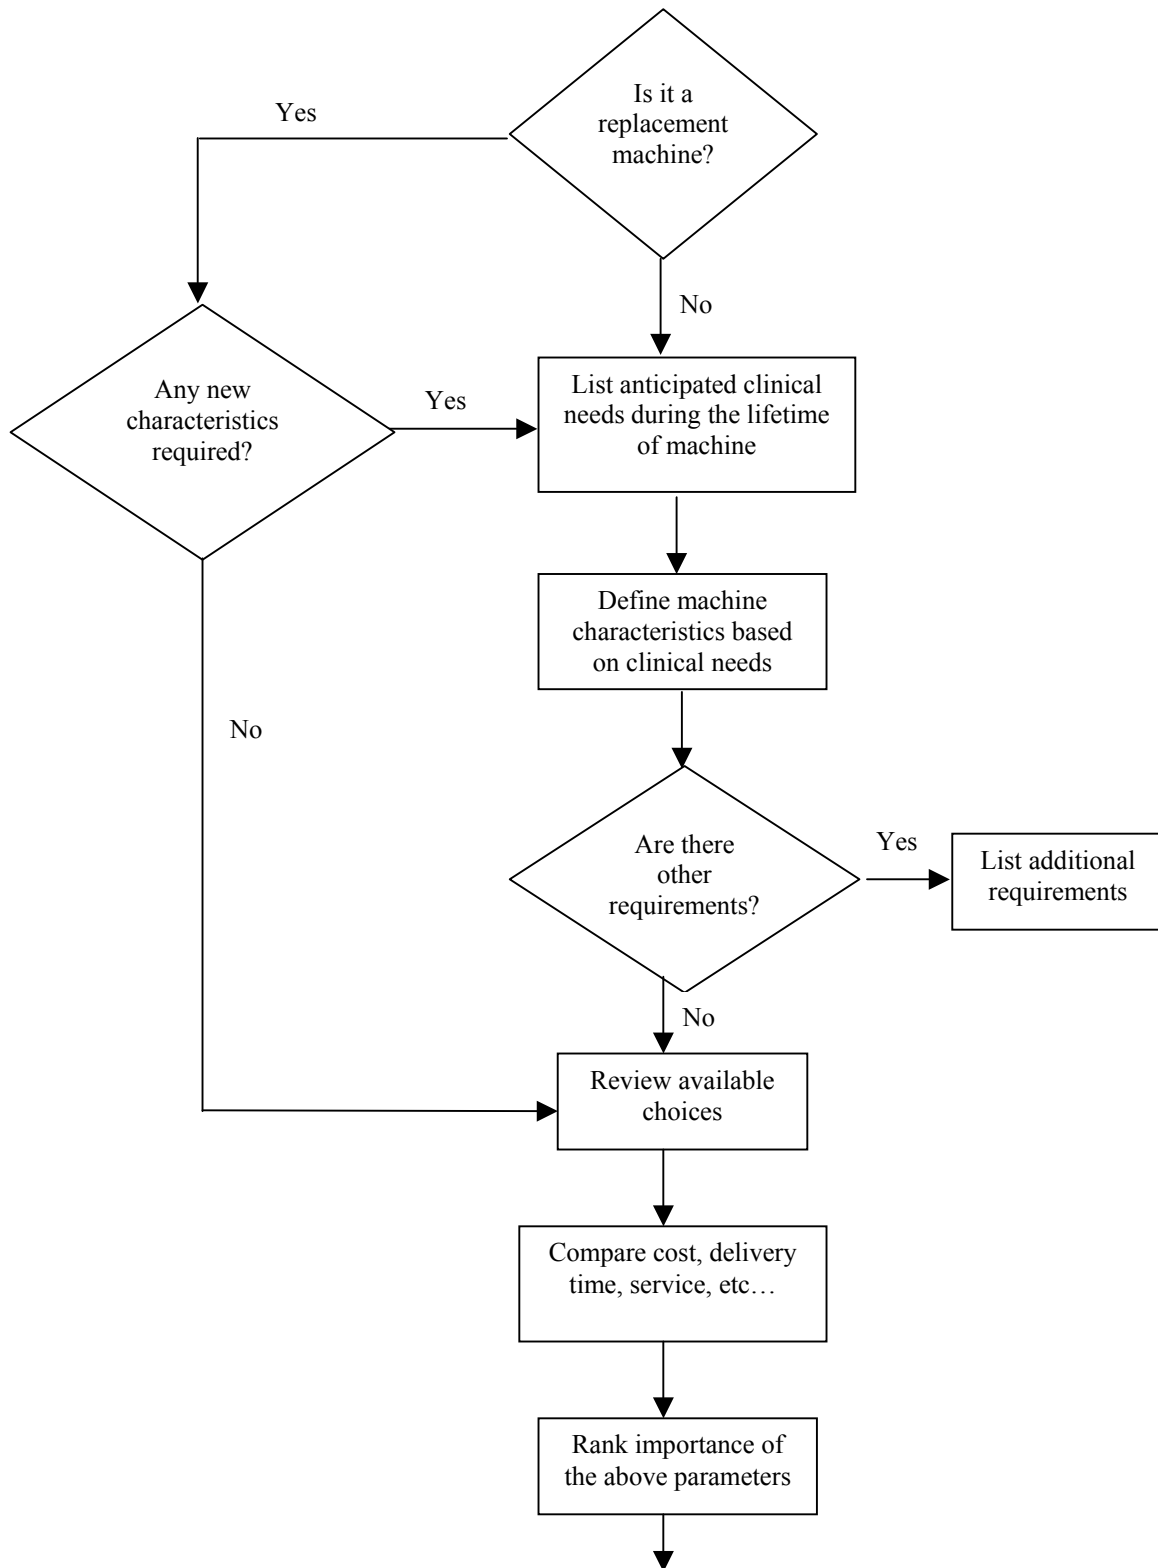 Is it a
replacement
machine?
Yes
No
Any new
characteristics
required?
Yes
List anticipated clinical
needs during the lifetime
of machine
Define machine
characteristics based
on clinical needs
No
Are there
other
requirements?
Yes
List additional
requirements
No
Review available
choices
Compare cost, delivery
time, service, etc…
Rank importance of
the above parameters